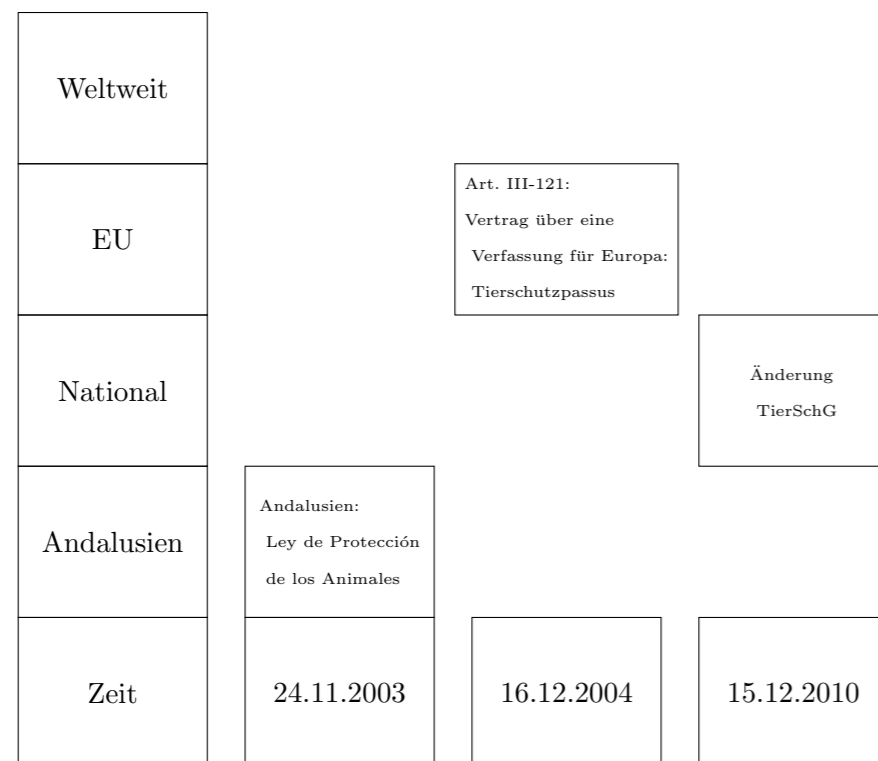 Weltweit
EU
Art. III-121:
Vertrag über eine
Verfassung für Europa:
Tierschutzpassus
National
Änderung
TierSchG
Andalusien
Andalusien:
Ley de Protección
de los Animales
Zeit
24.11.2003
16.12.2004
15.12.2010